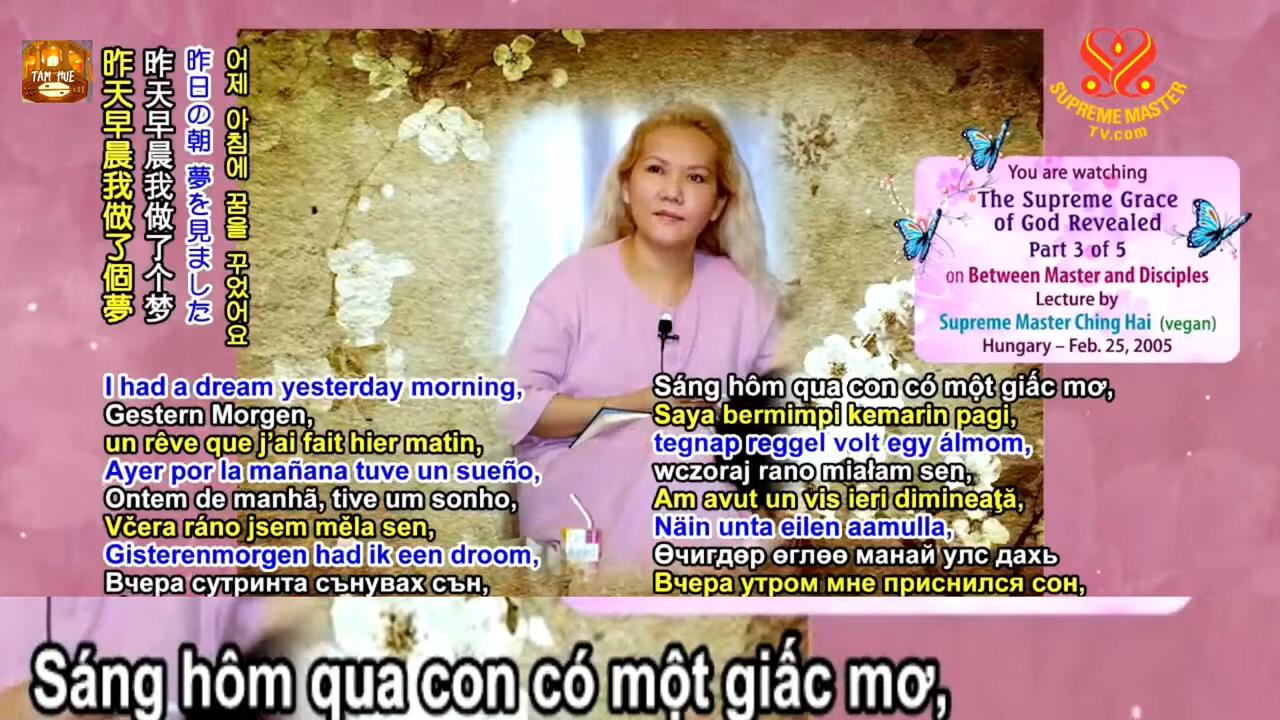 TAM HUE
昨天早晨我做了個夢
昨天早晨我做了个梦
昨日の朝 夢を見ました
어제 아침에 꿈을 꾸었어요
SUPREME MASTER
TV.com
You are watching
The Supreme Grace
of God Revealed
Part 3 of 5
on Between Master and Disciples
Lecture by
Supreme Master Ching Hai (vegan)
Hungary – Feb. 25, 2005
I had a dream yesterday morning,
Gestern Morgen,
un rêve que j'ai fait hier matin,
Ayer por la mañana tuve un sueño,
Ontem de manhã, tive um sonho,
Včera ráno jsem měla sen,
Gisterenmorgen had ik een droom,
Вчера сутринта сънувах сън,
Sáng hôm qua con có một giấc mơ,
Saya bermimpi kemarin pagi,
tegnap reggel volt egy álmom,
wczoraj rano miałam sen,
Am avut un vis ieri dimineaţă,
Näin unta eilen aamulla,
Өчигдөр өглөө манай улс дахь
Вчера утром мне приснился сон,
Sáng hôm qua con có một giấc mơ,